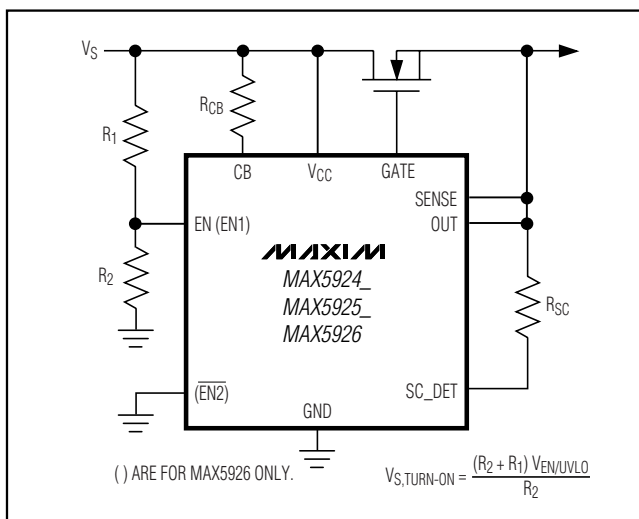 V_S
R_CB
R_1
CB
V_CC
GATE
SENSE
EN (EN1)
OUT
MAXIM
R_2
MAX5924_
MAX5925_
MAX5926
R_SC
(E̅N̅2̅)
SC_DET
GND
( ) ARE FOR MAX5926 ONLY.
V_S,TURN-ON = (R_2 + R_1) V_EN/UVLO
R_2